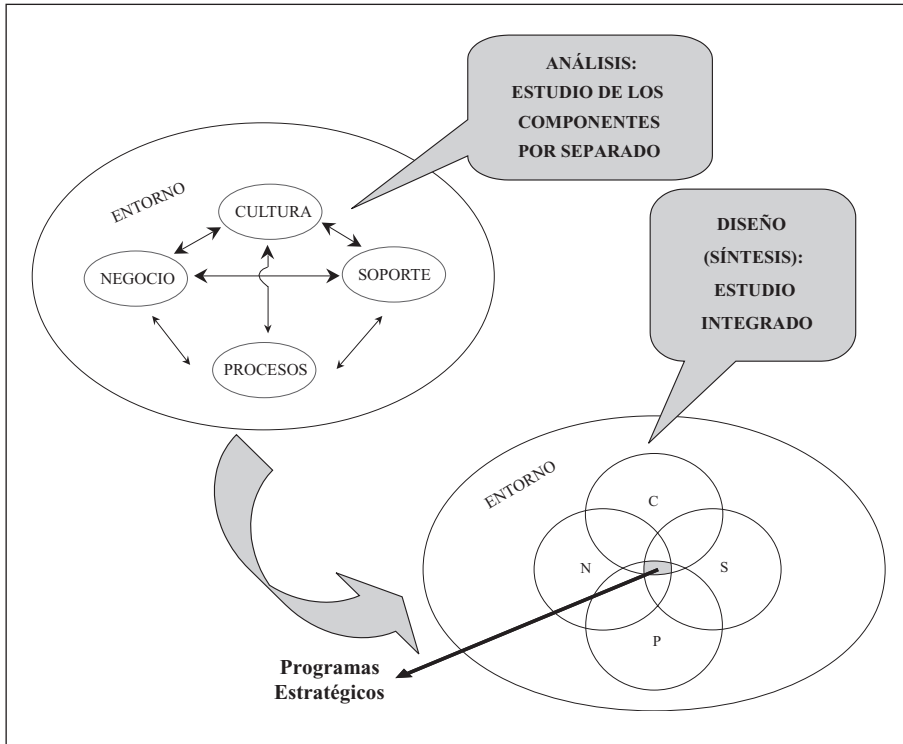 ANÁLISIS:
ESTUDIO DE LOS
COMPONENTES
POR SEPARADO
ENTORNO
CULTURA
NEGOCIO
SOPORTE
PROCESOS
DISEÑO
(SÍNTESIS):
ESTUDIO
INTEGRADO
ENTORNO
C
N
S
P
Programas
Estratégicos